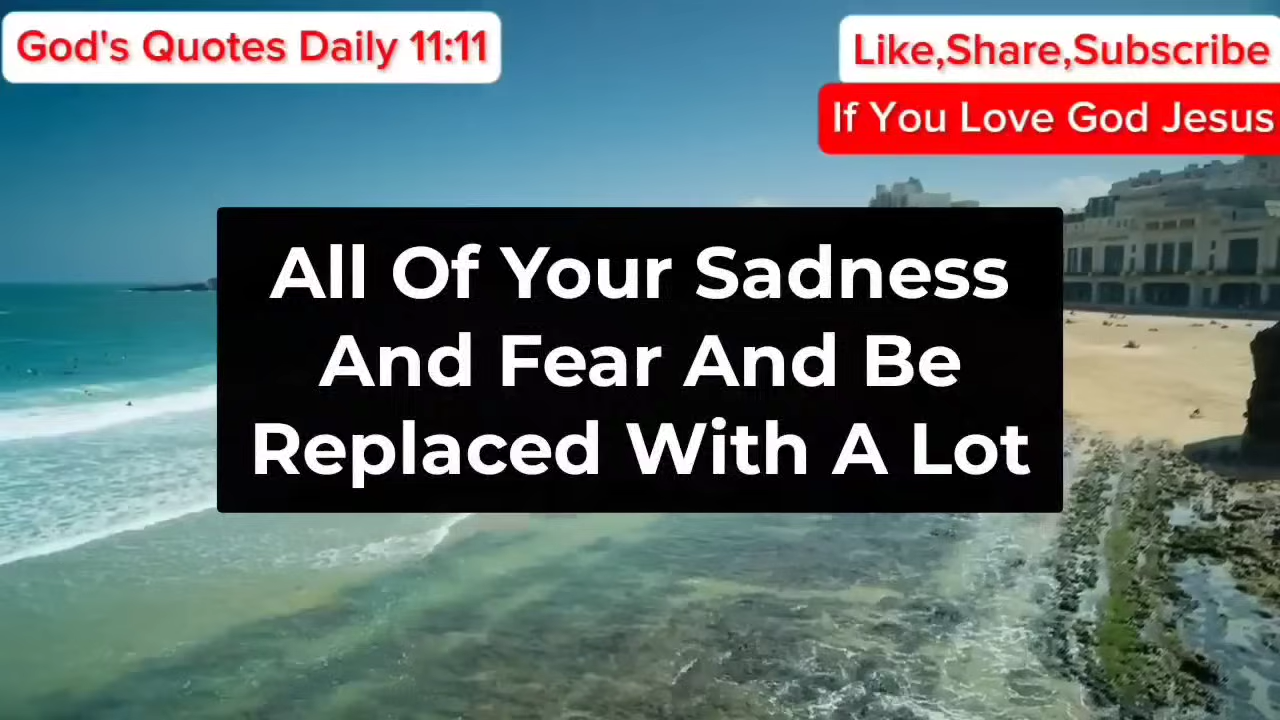 God's Quotes Daily 11:11
Like,Share,Subscribe
If You Love God Jesus
All Of Your Sadness
And Fear And Be
Replaced With A Lot